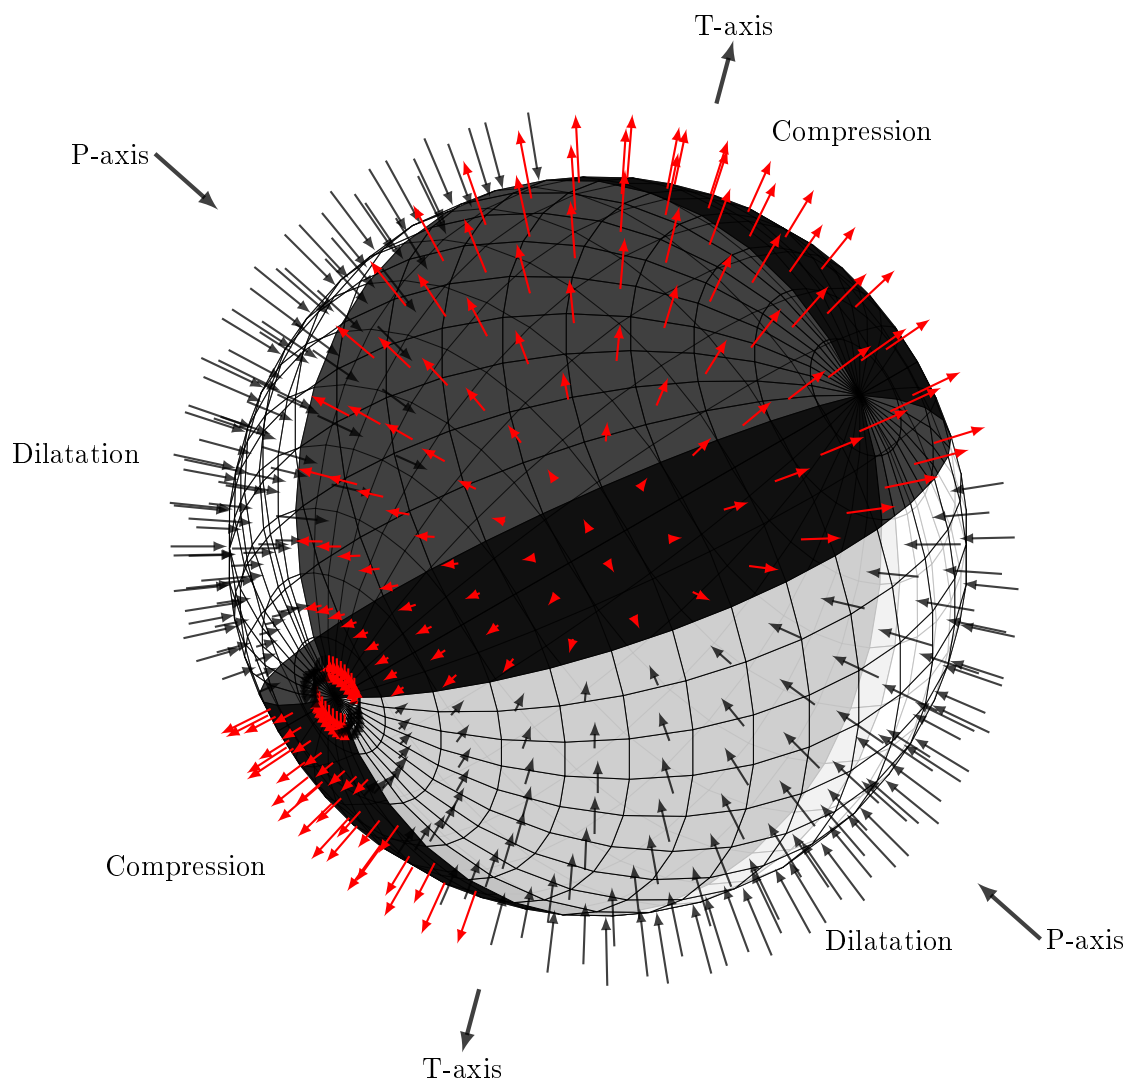 T-axis
Compression
P-axis
Dilatation
Compression
Dilatation
P-axis
T-axis